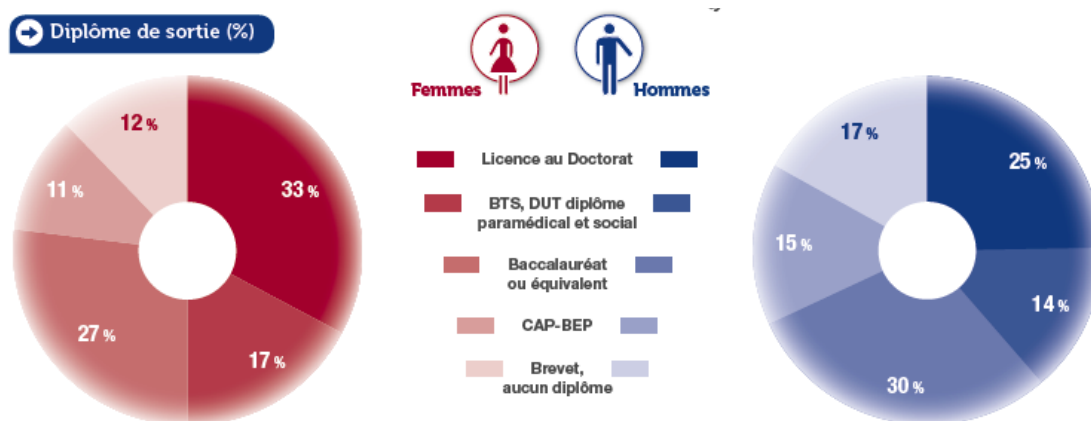 Diplôme de sortie (%)
Femmes
Hommes
12 %
33 %
11 %
27 %
17 %
Licence au Doctorat
BTS, DUT diplôme
paramédical et social
Baccalauréat
ou équivalent
CAP-BEP
Brevet,
aucun diplôme
17 %
25 %
15 %
14 %
30 %